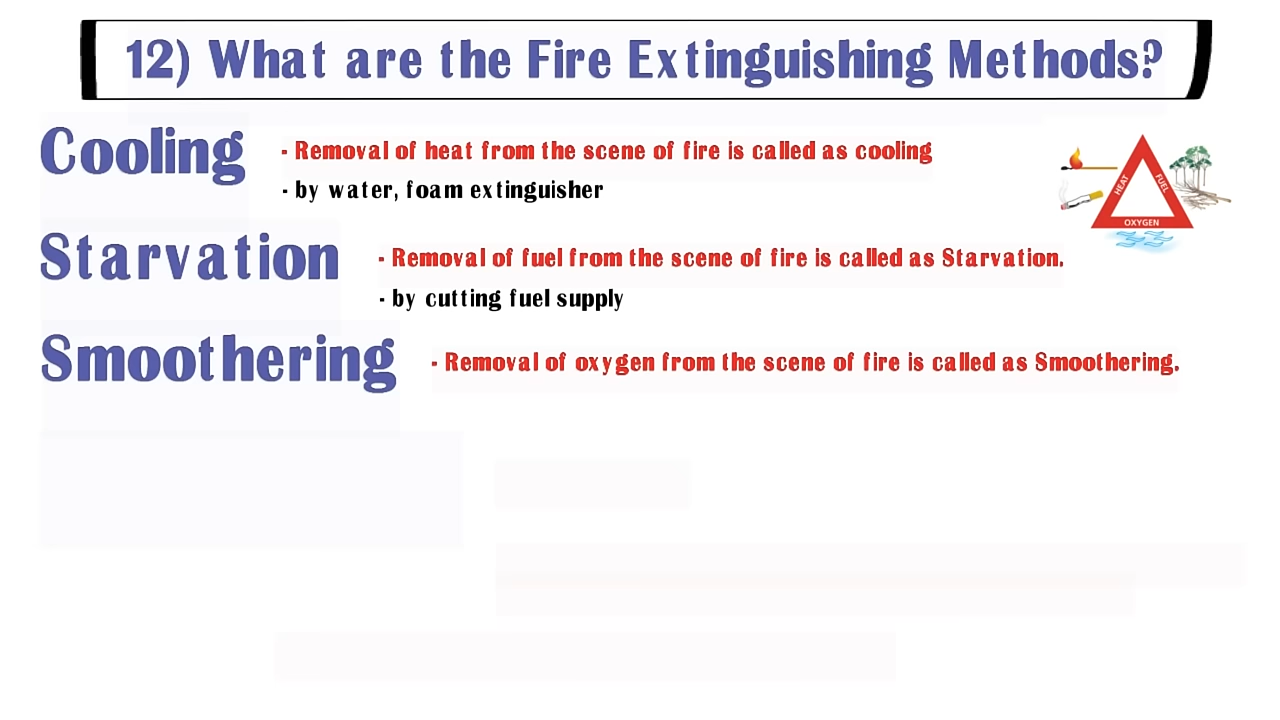 12) What are the Fire Extinguishing Methods?
Cooling
- Removal of heat from the scene of fire is called as cooling
- by water, foam extinguisher
HEAT
FUEL
OXYGEN
Starvation
- Removal of fuel from the scene of fire is called as Starvation.
- by cutting fuel supply
Smoothering
- Removal of oxygen from the scene of fire is called as Smoothering.